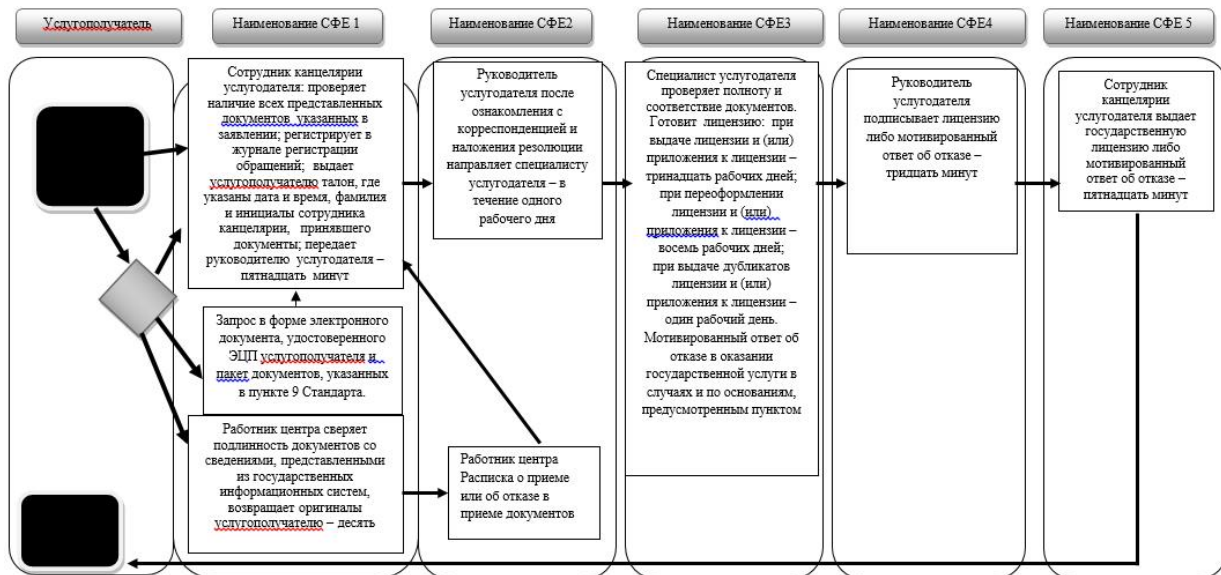 Услугополучатель
Наименование СФЕ 1
Наименование СФЕ2
Наименование СФЕ3
Наименование СФЕ4
Наименование СФЕ 5
Сотрудник канцелярии
услугодателя: проверяет
наличие всех представленных
документов указанных в
заявлении; регистрирует в
журнале регистрации
обращений; выдает
услугополучателю талон, где
указаны дата и время, фамилия
и инициалы сотрудника
канцелярии, принявшего
документы; передает
руководителю услугодателя –
пятнадцать минут
Запрос в форме электронного
документа, удостоверенного
ЭЦП услугополучателя и
пакет документов, указанных
в пункте 9 Стандарта.
Работник центра сверяет
подлинность документов со
сведениями, представленными
из государственных
информационных систем,
возвращает оригиналы
услугополучателю – десять
Руководитель
услугодателя после
ознакомления с
корреспонденцией и
наложения резолюции
направляет специалисту
услугодателя – в
течение одного
рабочего дня
Работник центра
Расписка о приеме
или об отказе в
приеме документов
Специалист услугодателя
проверяет полноту и
соответствие документов.
Готовит лицензию: при
выдаче лицензии и (или)
приложения к лицензии –
тринадцать рабочих дней;
при переоформлении
лицензии и (или)
приложения к лицензии –
восемь рабочих дней;
при выдаче дубликатов
лицензии и (или)
приложения к лицензии –
один рабочий день.
Мотивированный ответ об
отказе в оказании
государственной услуги в
случаях и по основаниям,
предусмотренным пунктом
Руководитель
услугодателя
подписывает лицензию
либо мотивированный
ответ об отказе –
тридцать минут
Сотрудник
канцелярии
услугодателя выдает
государственную
лицензию либо
мотивированный
ответ об отказе –
пятнадцать минут